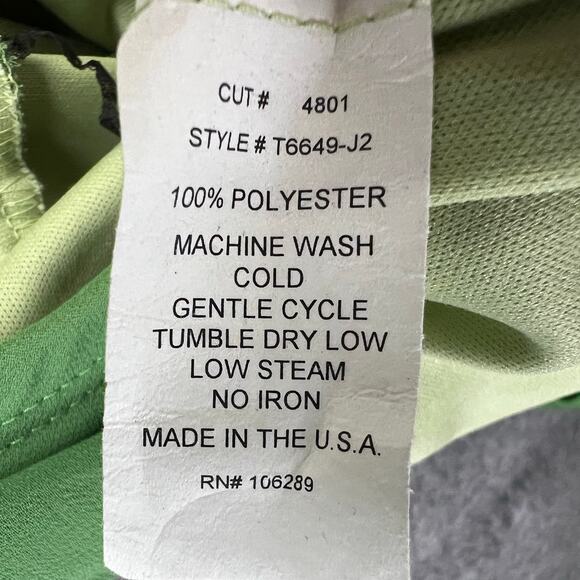 CUT # 4801
STYLE # T6649-J2
100% POLYESTER
MACHINE WASH
COLD
GENTLE CYCLE
TUMBLE DRY LOW
LOW STEAM
NO IRON
MADE IN THE U.S.A.
RN# 106289